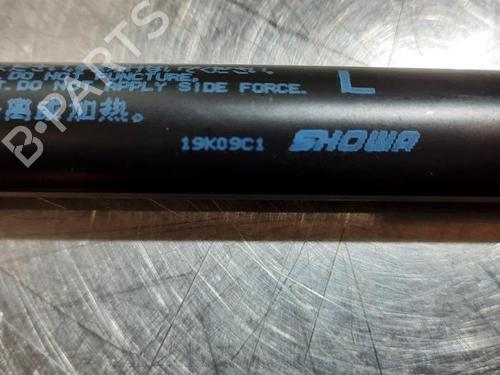 DO NOT PUNCTURE.
DO NOT APPLY SIDE FORCE.
L
加热。
19K09C1 SHOWA
B-PARTS